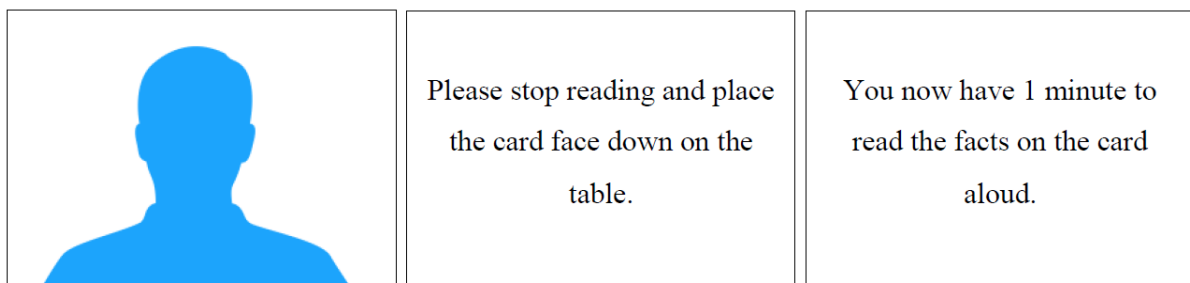 Please stop reading and place
the card face down on the
table.
You now have 1 minute to
read the facts on the card
aloud.